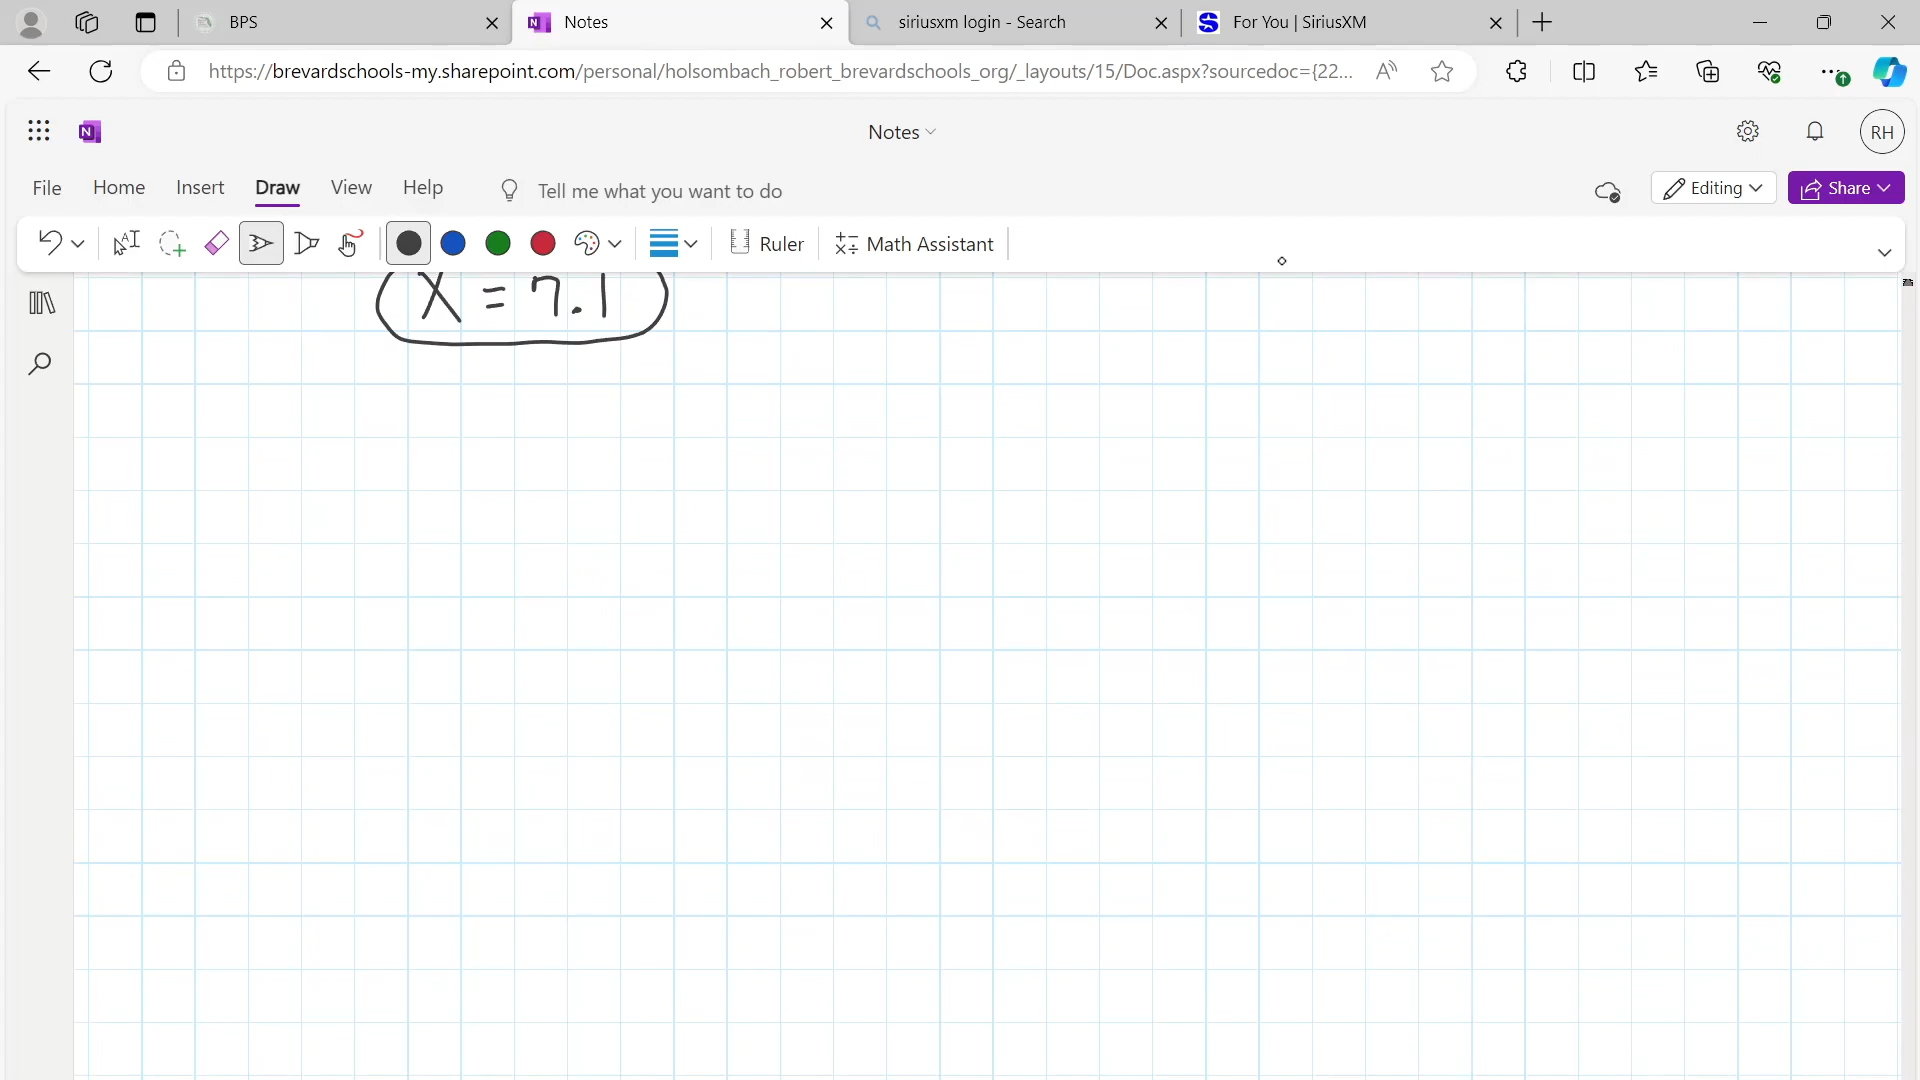 BPS
Notes
siriusxm login - Search
For You | SiriusXM
https://brevardschools-my.sharepoint.com/personal/holsombach_robert_brevardschools_org/_layouts/15/Doc.aspx?sourcedoc={22...
Notes
RH
File Home Insert Draw View Help Tell me what you want to do
Editing
Share
Ruler
Math Assistant
X = 7.1